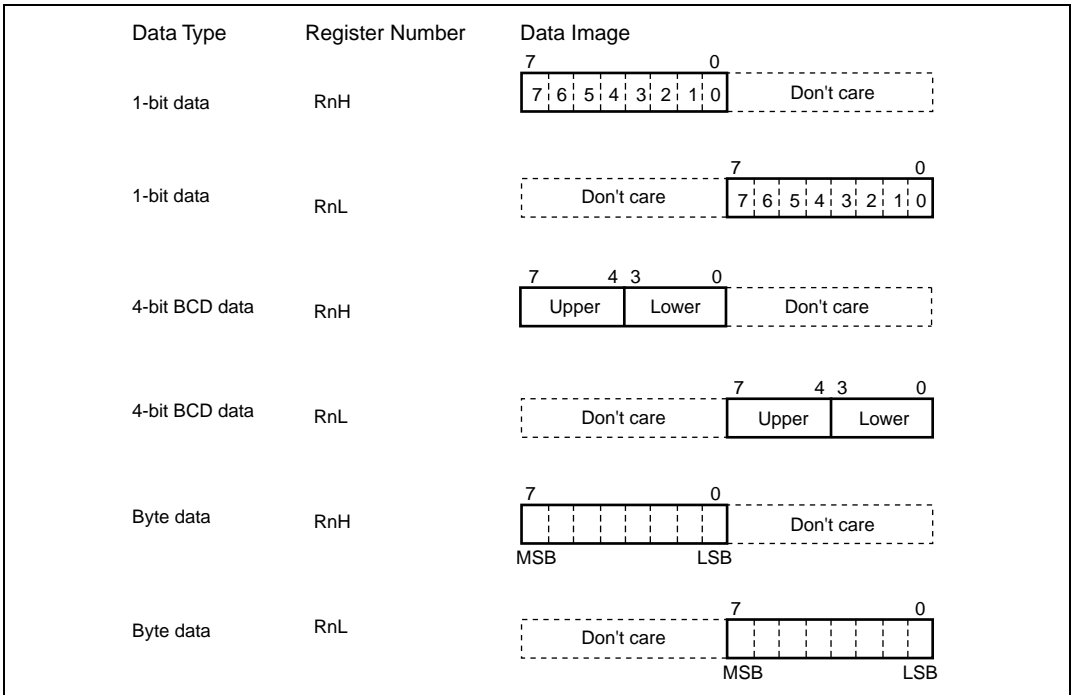 Data Type Register Number Data Image
7 0
1-bit data RnH 7 6 5 4 3 2 1 0 Don't care
7 0
1-bit data RnL Don't care 7 6 5 4 3 2 1 0
7 4 3 0
4-bit BCD data RnH Upper Lower Don't care
7 4 3 0
4-bit BCD data RnL Don't care Upper Lower
7 0
Byte data RnH Don't care
MSB LSB
7 0
Byte data RnL Don't care
MSB LSB